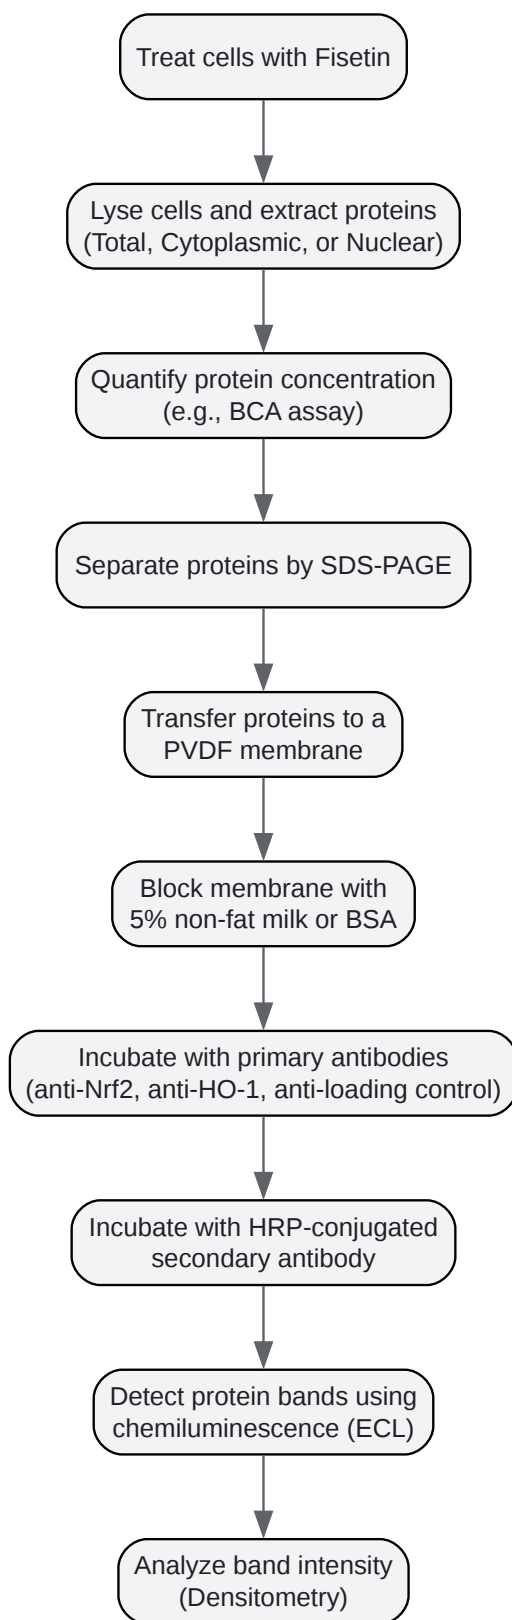 Treat cells with Fisetin
Lyse cells and extract proteins
(Total, Cytoplasmic, or Nuclear)
Quantify protein concentration
(e.g., BCA assay)
Separate proteins by SDS-PAGE
Transfer proteins to a
PVDF membrane
Block membrane with
5% non-fat milk or BSA
Incubate with primary antibodies
(anti-Nrf2, anti-HO-1, anti-loading control)
Incubate with HRP-conjugated
secondary antibody
Detect protein bands using
chemiluminescence (ECL)
Analyze band intensity
(Densitometry)